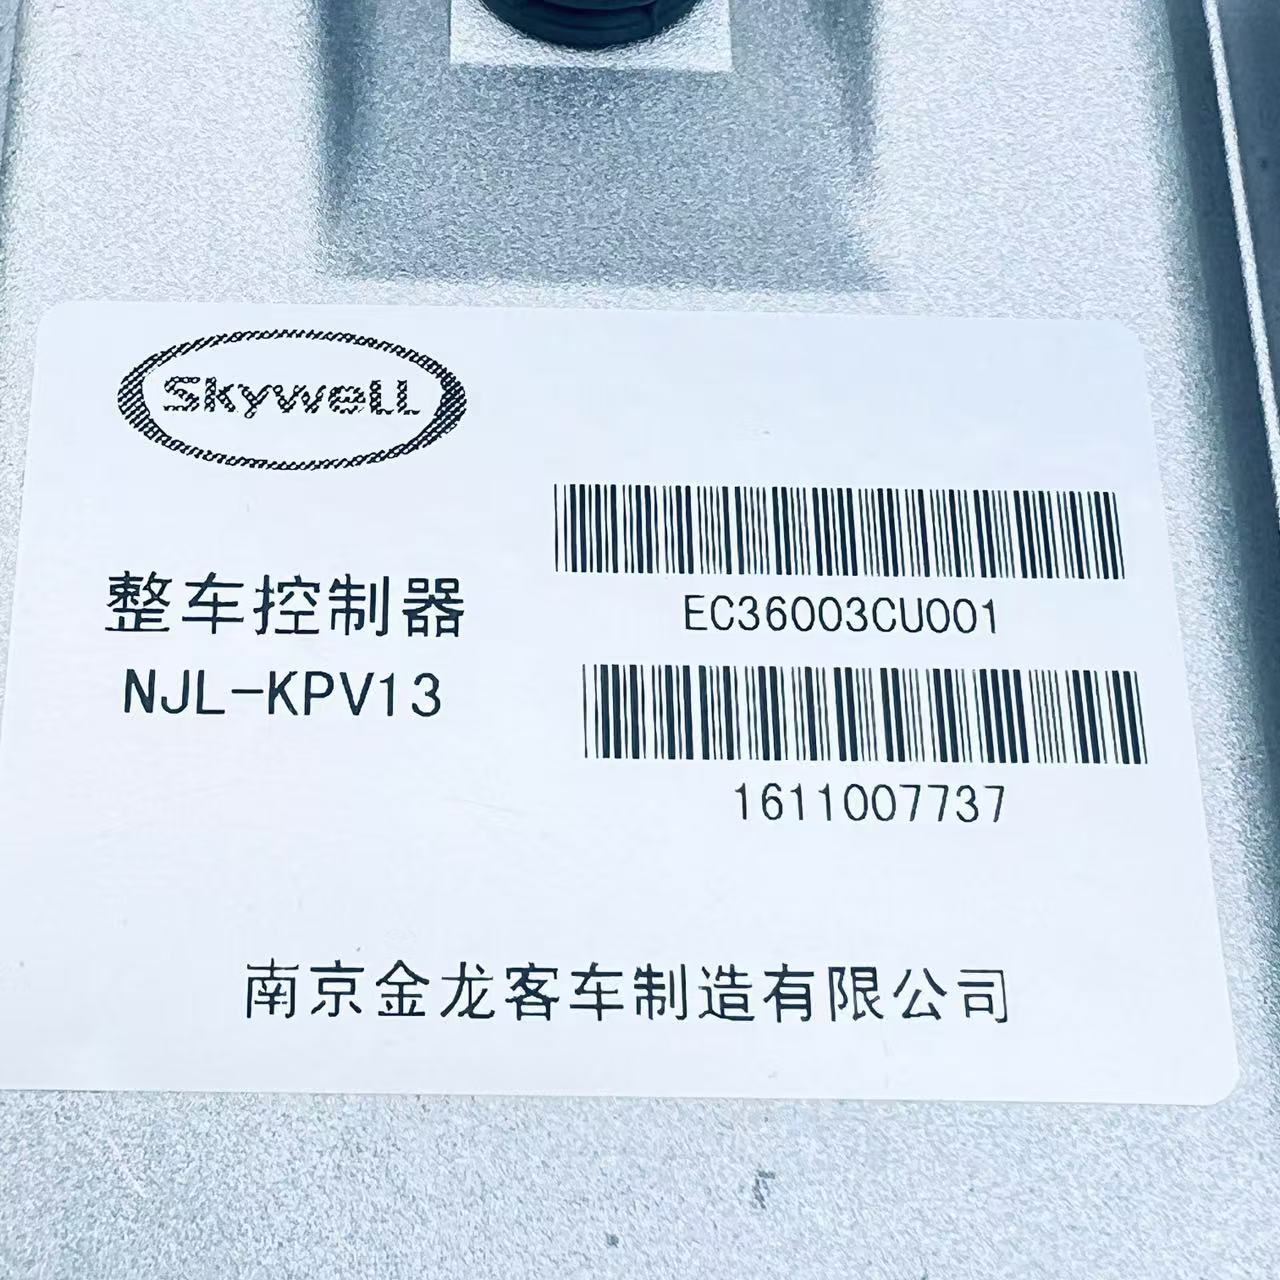 Skywell
EC36003CU001
整车控制器
NJL-KPV13
1611007737
南京金龙客车制造有限公司